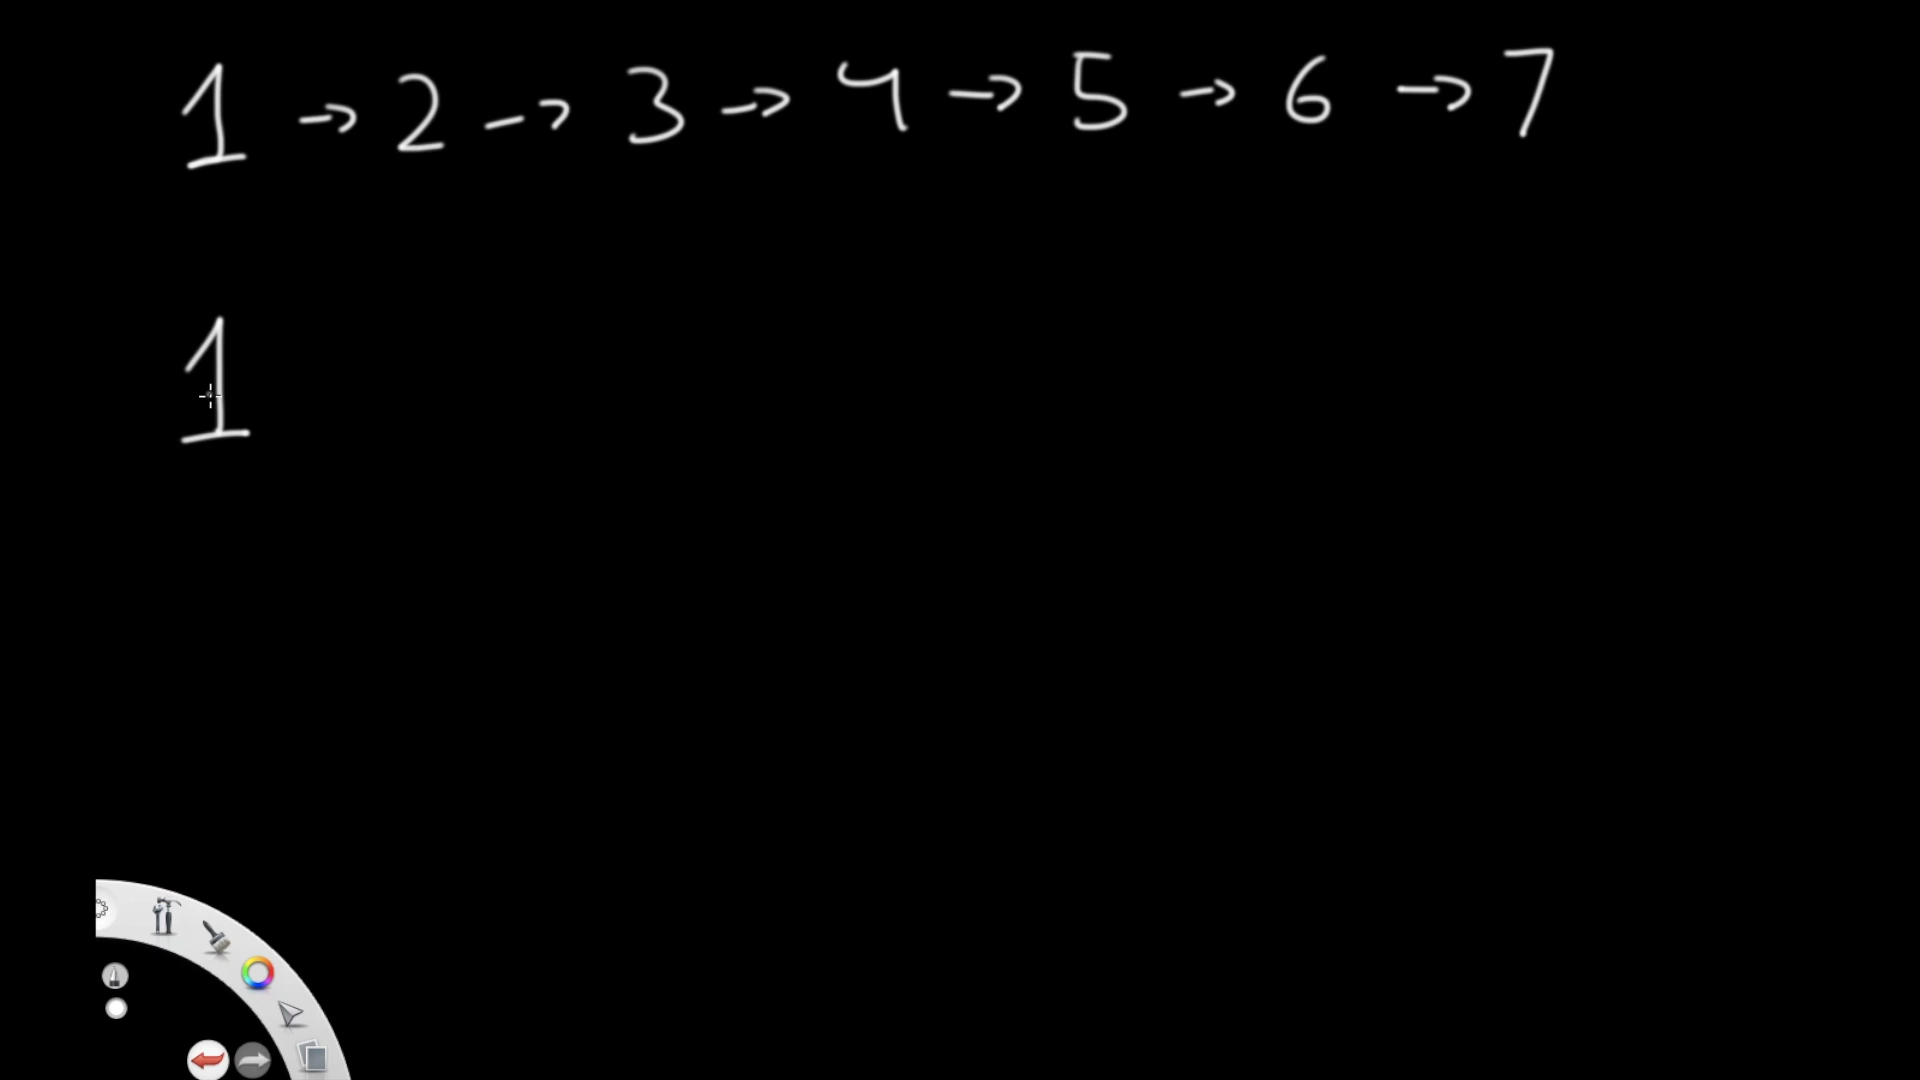 1 → 2 → 3 → 4 → 5 → 6 → 7
1